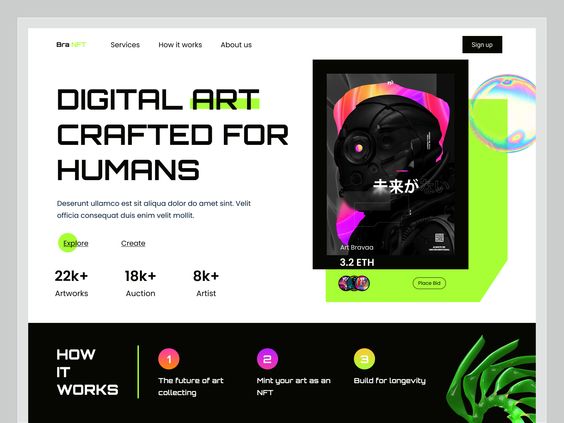 Bra NFT
Services
How it works
About us
Sign up
DIGITAL ART
CRAFTED FOR
HUMANS
Deserunt ullamco est sit aliqua dolor do amet sint. Velit
officia consequat duis enim velit mollit.
Explore
Create
22k+
18k+
8k+
Artworks
Auction
Artist
未来がない
Art Bravaa
3.2 ETH
Place Bid
HOW
IT
WORKS
1
The future of art
collecting
2
Mint your art as an
NFT
3
Build for longevity